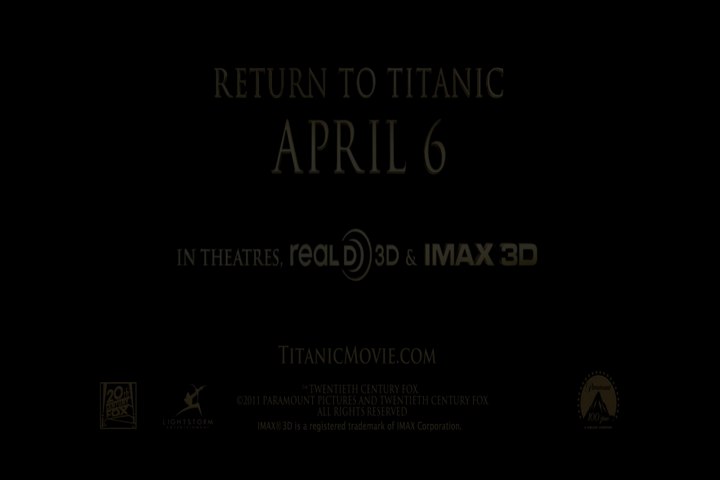 RETURN TO TITANIC
APRIL 6
IN THEATRES, REAL D 3D & IMAX 3D
TITANICMOVIE.COM
™ TWENTIETH CENTURY FOX
©2011 PARAMOUNT PICTURES AND TWENTIETH CENTURY FOX
ALL RIGHTS RESERVED
IMAX® 3D is a registered trademark of IMAX Corporation.
20th CENTURY FOX
LIGHTSTORM
ENTERTAINMENT
Paramount
100 years